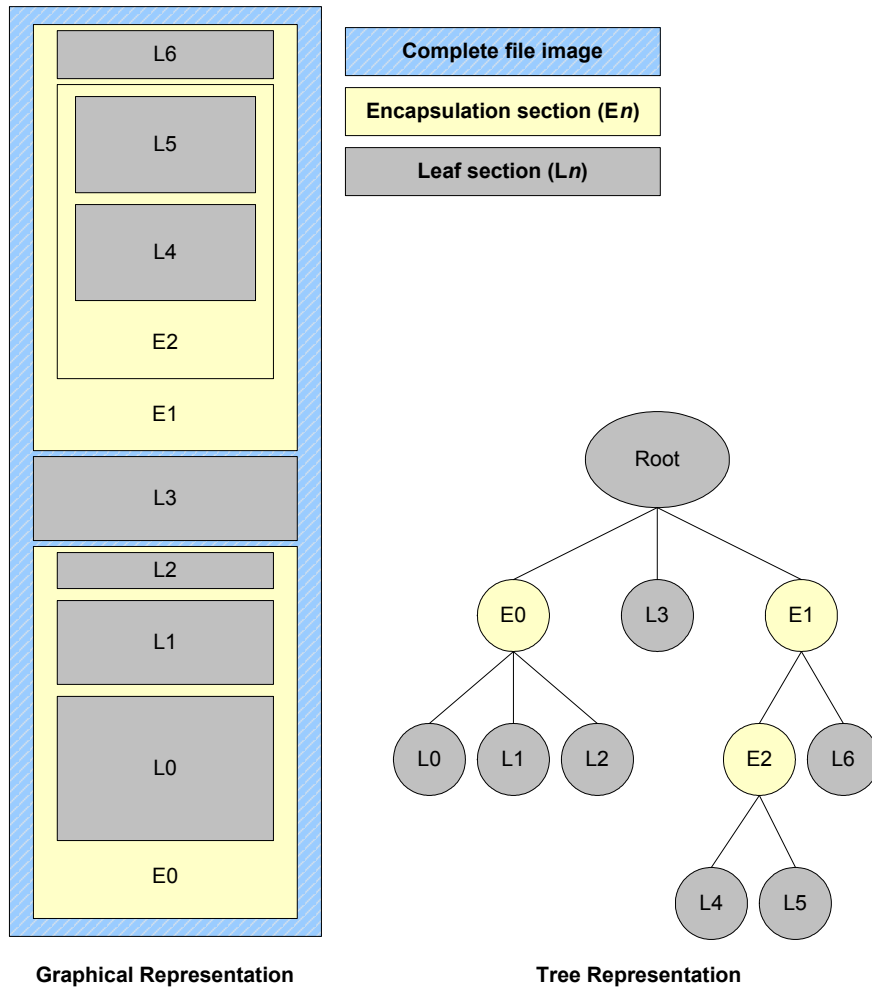 L6
L5
L4
E2
E1
L3
L2
L1
L0
E0
Complete file image
Encapsulation section (En)
Leaf section (Ln)
Root
E0
L3
E1
L0
L1
L2
E2
L6
L4
L5
Graphical Representation
Tree Representation